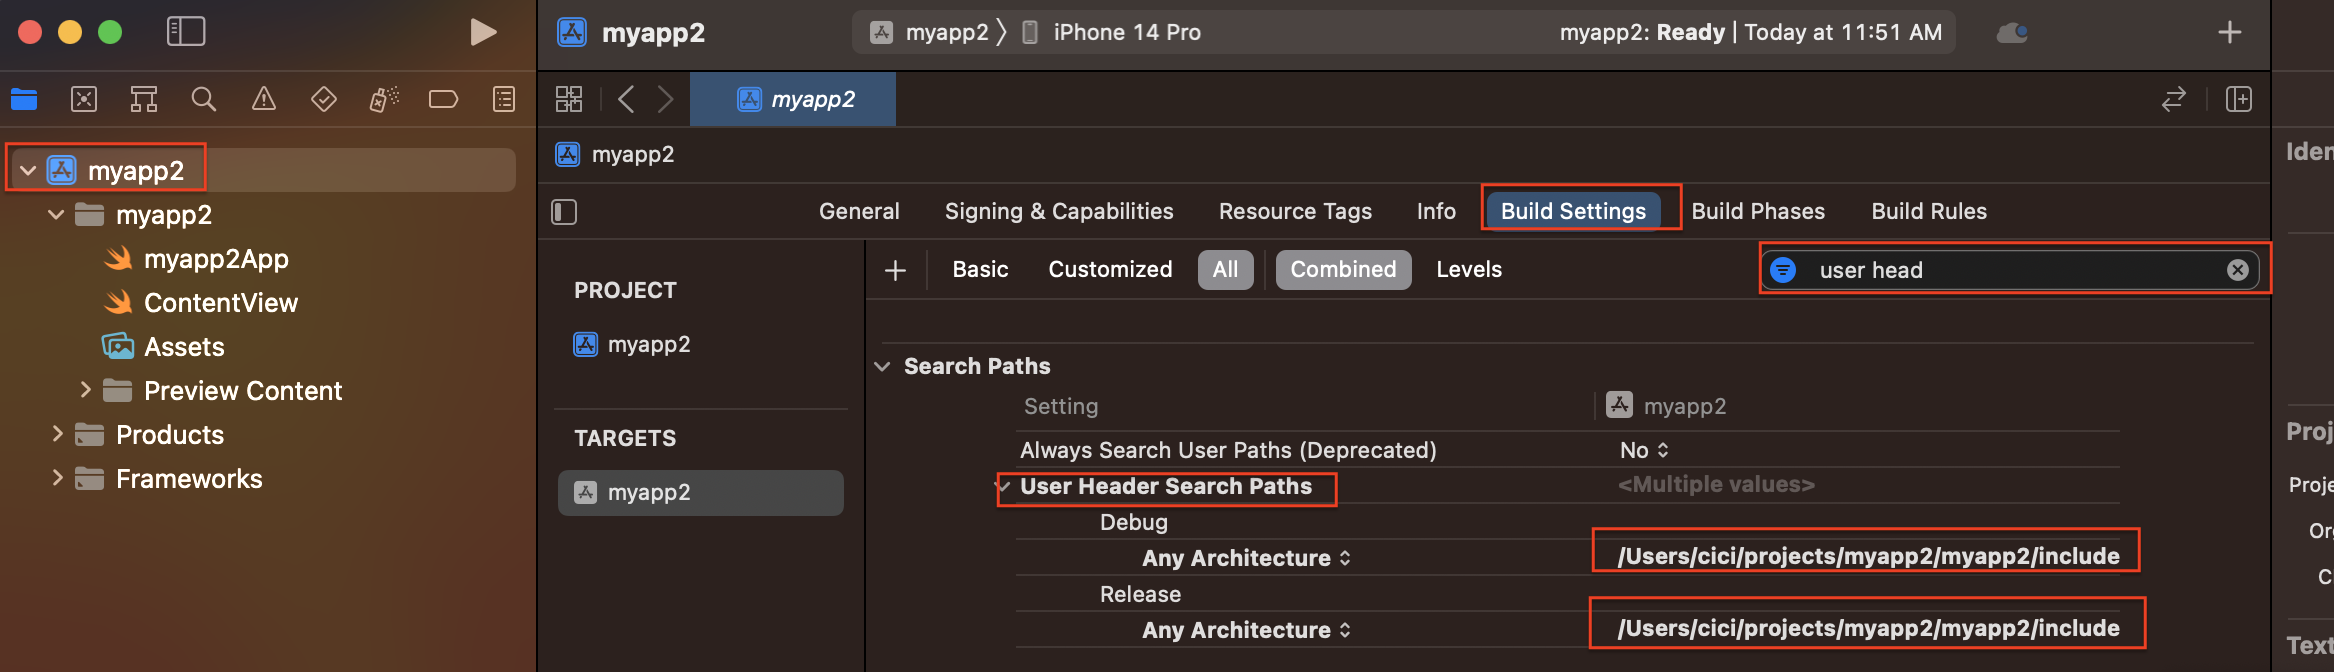 myapp2
myapp2 〉 iPhone 14 Pro
myapp2: Ready | Today at 11:51 AM
myapp2
myapp2
myapp2
myapp2App
ContentView
Assets
Preview Content
Products
Frameworks
myapp2
myapp2
General Signing & Capabilities Resource Tags Info Build Settings Build Phases Build Rules
PROJECT
myapp2
TARGETS
myapp2
Basic Customized All Combined Levels
user head
Search Paths
Setting myapp2
Always Search User Paths (Deprecated) No
User Header Search Paths <Multiple values>
Debug
Any Architecture /Users/cici/projects/myapp2/myapp2/include
Release
Any Architecture /Users/cici/projects/myapp2/myapp2/include
Iden
Proj
Proje
Or
C
Text